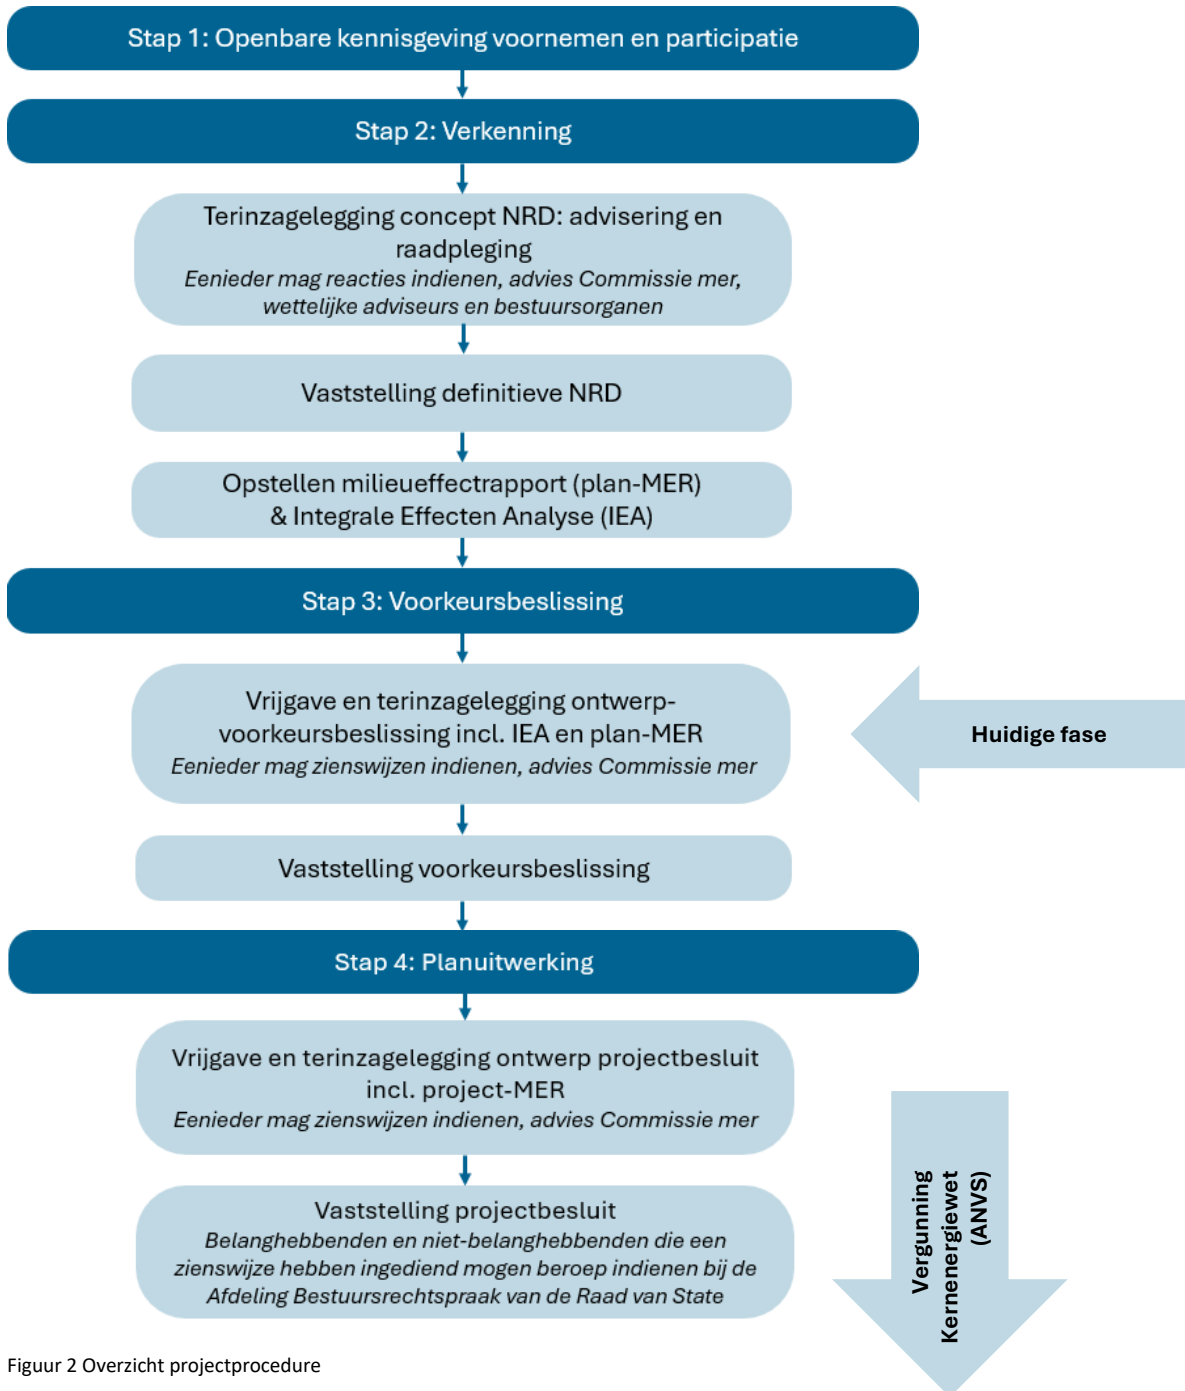 Stap 1: Openbare kennisgeving voornemen en participatie
Stap 2: Verkenning
Terinzagelegging concept NRD: advisering en
raadpleging
Eenieder mag reacties indienen, advies Commissie mer,
wettelijke adviseurs en bestuursorganen
Vaststelling definitieve NRD
Opstellen milieueffectrapport (plan-MER)
& Integrale Effecten Analyse (IEA)
Stap 3: Voorkeursbeslissing
Vrijgave en terinzagelegging ontwerp-
voorkeursbeslissing incl. IEA en plan-MER
Eenieder mag zienswijzen indienen, advies Commissie mer
Huidige fase
Vaststelling voorkeursbeslissing
Stap 4: Planuitwerking
Vrijgave en terinzagelegging ontwerp projectbesluit
incl. project-MER
Eenieder mag zienswijzen indienen, advies Commissie mer
Vaststelling projectbesluit
Belanghebbenden en niet-belanghebbenden die een
zienswijze hebben ingediend mogen beroep indienen bij de
Afdeling Bestuursrechtspraak van de Raad van State
Vergunning
Kernenergiewet
(ANVS)
Figuur 2 Overzicht projectprocedure